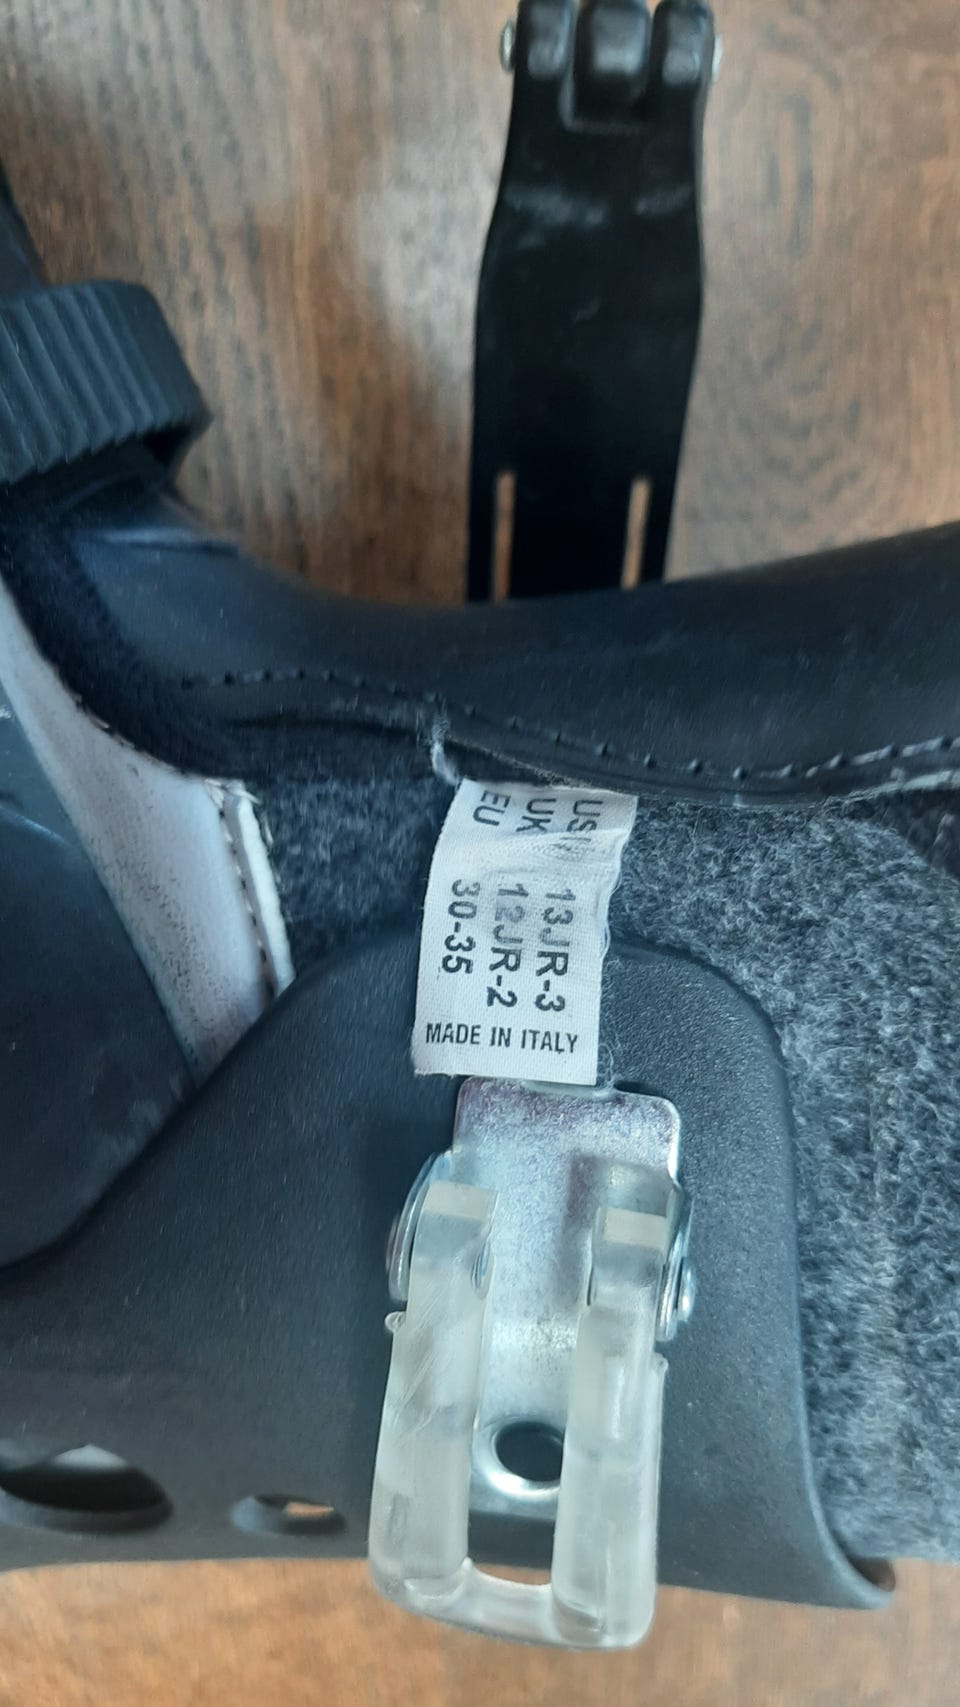 US 13JR-3
UK 12JR-2
EU 30-35
MADE IN ITALY